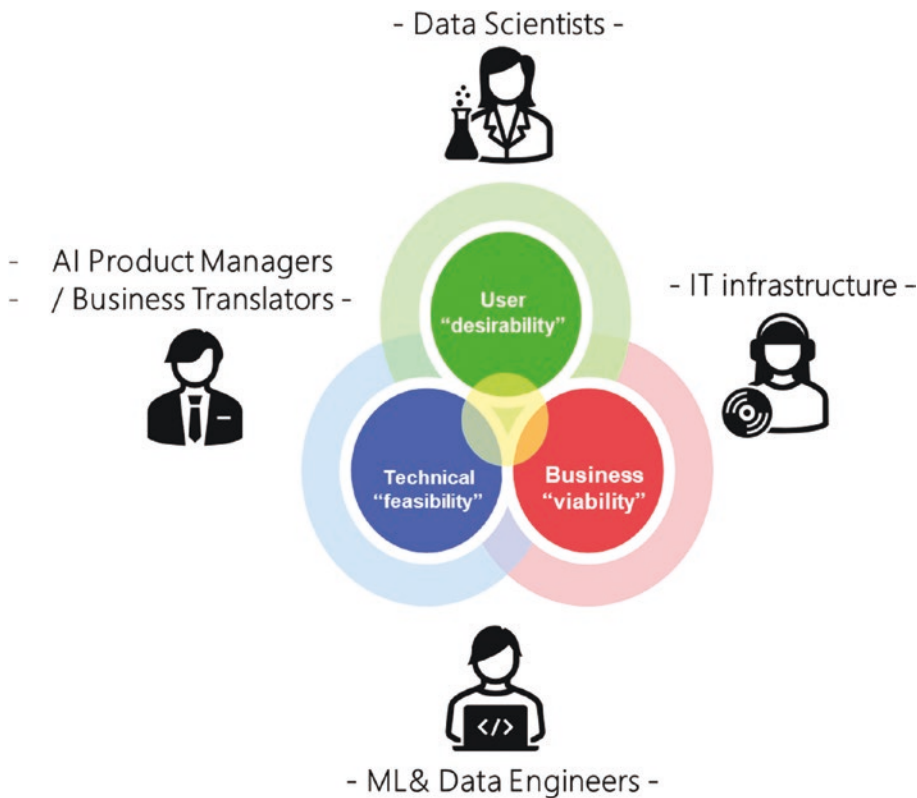 - Data Scientists -
- AI Product Managers
- / Business Translators -
- IT infrastructure -
User
“desirability”
Technical
“feasibility”
Business
“viability”
</>
- ML& Data Engineers -